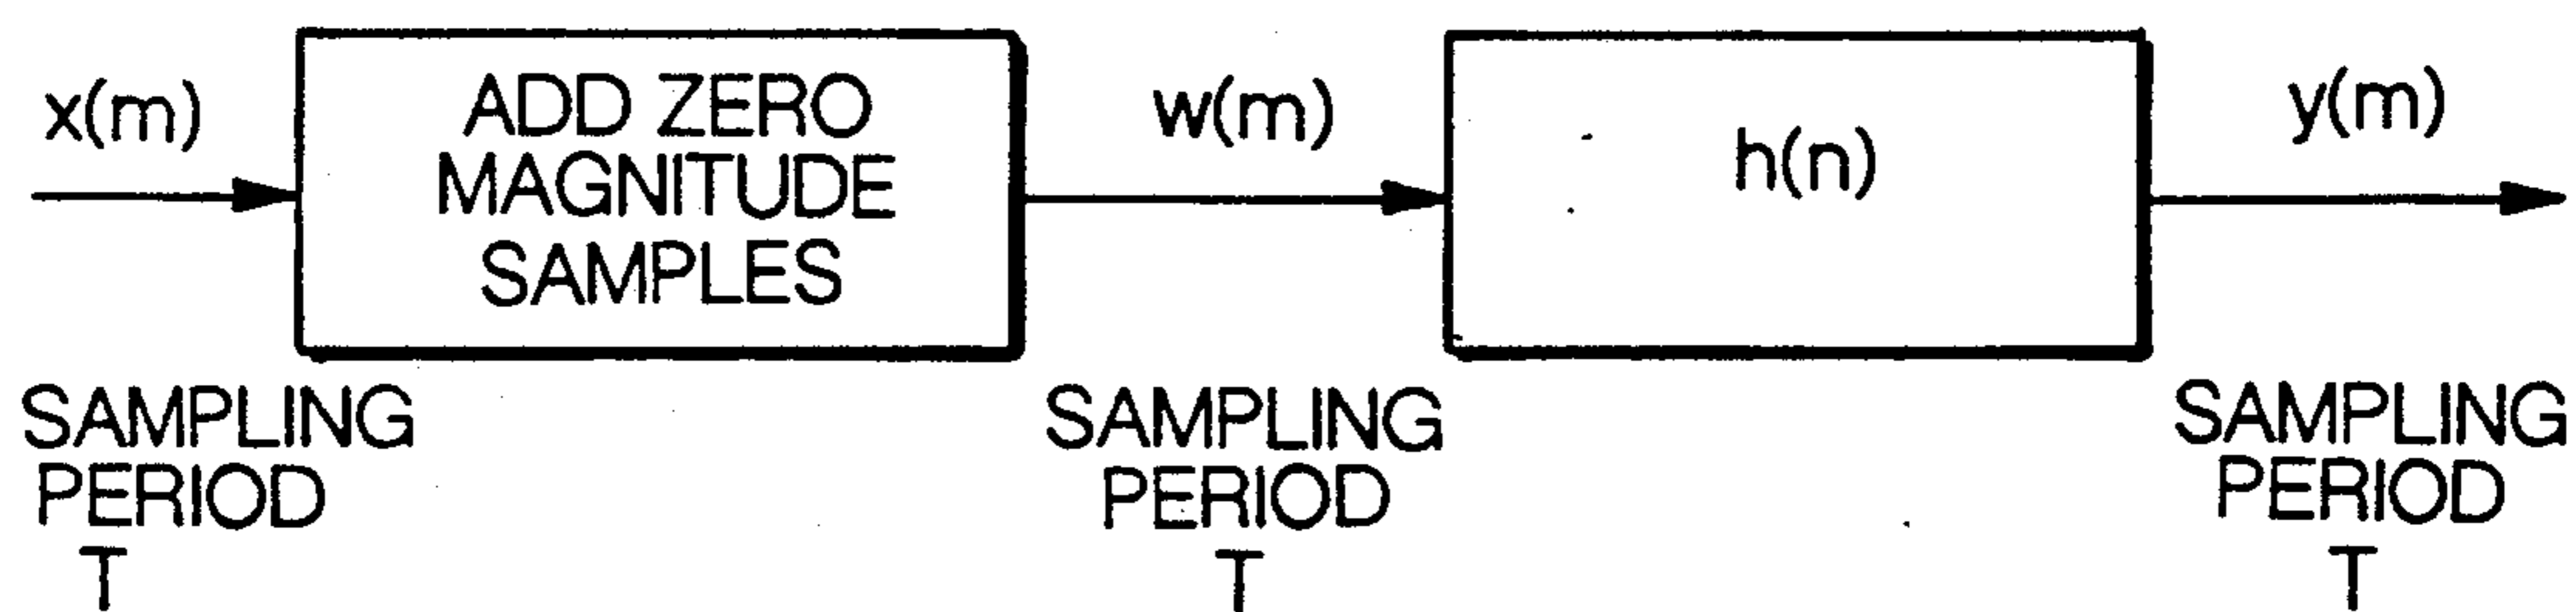 x(m)
ADD ZERO
MAGNITUDE
SAMPLES
w(m)
h(n)
y(m)
SAMPLING
PERIOD
T
SAMPLING
PERIOD
T
SAMPLING
PERIOD
T